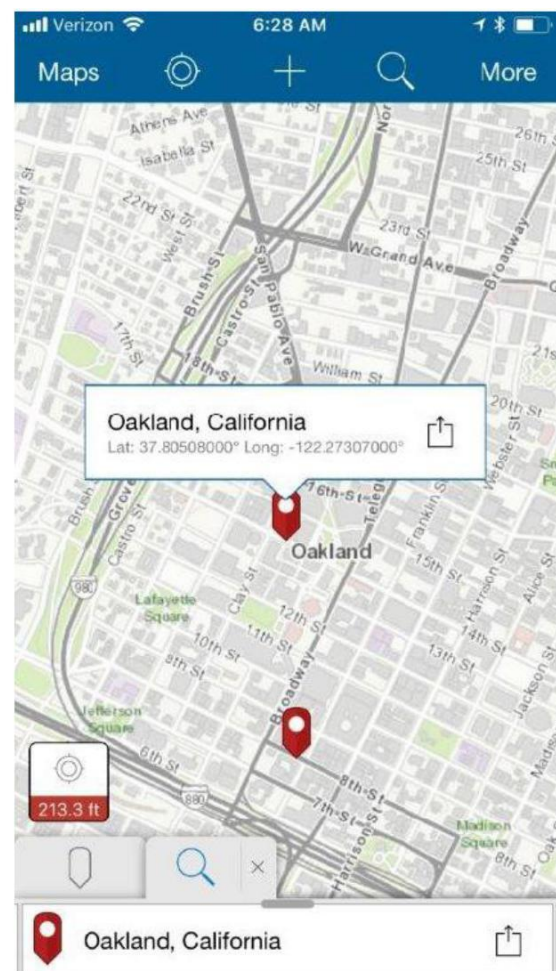 Verizon 6:28 AM
Maps More
Athens Ave
Isabella St
26th
25th St
22nd St
West St
23rd St
W-Grand Ave
Broadway
Brush St
Castro St
San Pablo Ave
17th St
18th-St
William St
20th St
Webster St
Oakland, California
Lat: 37.80508000° Long: -122.27307000°
16th-St
Brush
Grove
Castro St
Franklin St
Oakland
15th St
Harrison St
Alice St
980
Lafayette
Square
Clay St
12th St
11th St
10th St
14th St
13th St
Jackson St
Broadway
Jefferson
Square
6th St
213.3 ft
880
8th-St
7th-St
Harrison St
Madison
Square
8th St
Oak
Oakland, California